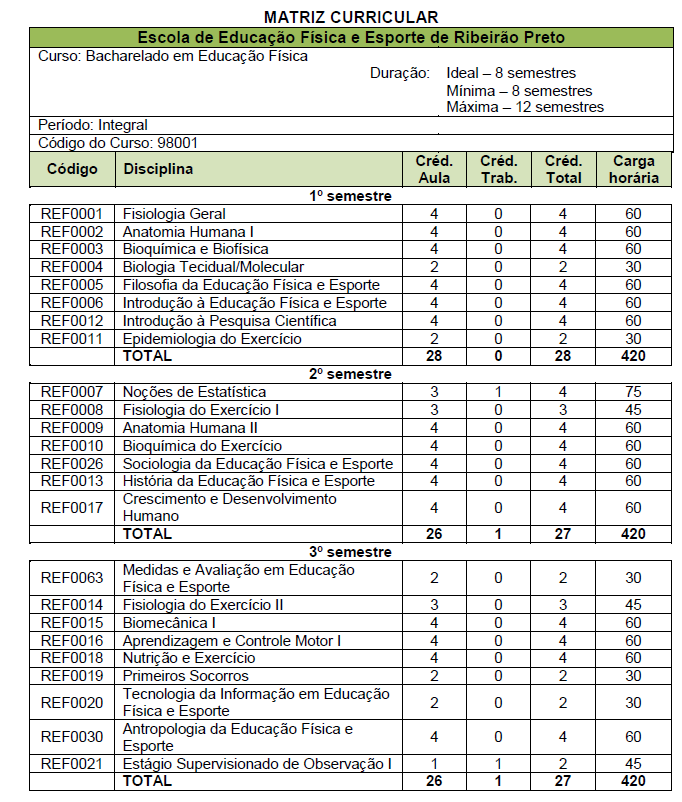 MATRIZ CURRICULAR
Escola de Educação Física e Esporte de Ribeirão Preto
Curso: Bacharelado em Educação Física
Duração: Ideal – 8 semestres
Mínima – 8 semestres
Máxima – 12 semestres
Período: Integral
Código do Curso: 98001
Código Disciplina Créd. Aula Créd. Trab. Créd. Total Carga horária
1º semestre
REF0001 Fisiologia Geral 4 0 4 60
REF0002 Anatomia Humana I 4 0 4 60
REF0003 Bioquímica e Biofísica 4 0 4 60
REF0004 Biologia Tecidual/Molecular 2 0 2 30
REF0005 Filosofia da Educação Física e Esporte 4 0 4 60
REF0006 Introdução à Educação Física e Esporte 4 0 4 60
REF0012 Introdução à Pesquisa Científica 4 0 4 60
REF0011 Epidemiologia do Exercício 2 0 2 30
TOTAL 28 0 28 420
2º semestre
REF0007 Noções de Estatística 3 1 4 75
REF0008 Fisiologia do Exercício I 3 0 3 45
REF0009 Anatomia Humana II 4 0 4 60
REF0010 Bioquímica do Exercício 4 0 4 60
REF0026 Sociologia da Educação Física e Esporte 4 0 4 60
REF0013 História da Educação Física e Esporte 4 0 4 60
REF0017 Crescimento e Desenvolvimento Humano 4 0 4 60
TOTAL 26 1 27 420
3º semestre
REF0063 Medidas e Avaliação em Educação Física e Esporte 2 0 2 30
REF0014 Fisiologia do Exercício II 3 0 3 45
REF0015 Biomecânica I 4 0 4 60
REF0016 Aprendizagem e Controle Motor I 4 0 4 60
REF0018 Nutrição e Exercício 4 0 4 60
REF0019 Primeiros Socorros 2 0 2 30
REF0020 Tecnologia da Informação em Educação Física e Esporte 2 0 2 30
REF0030 Antropologia da Educação Física e Esporte 4 0 4 60
REF0021 Estágio Supervisionado de Observação I 1 1 2 45
TOTAL 26 1 27 420